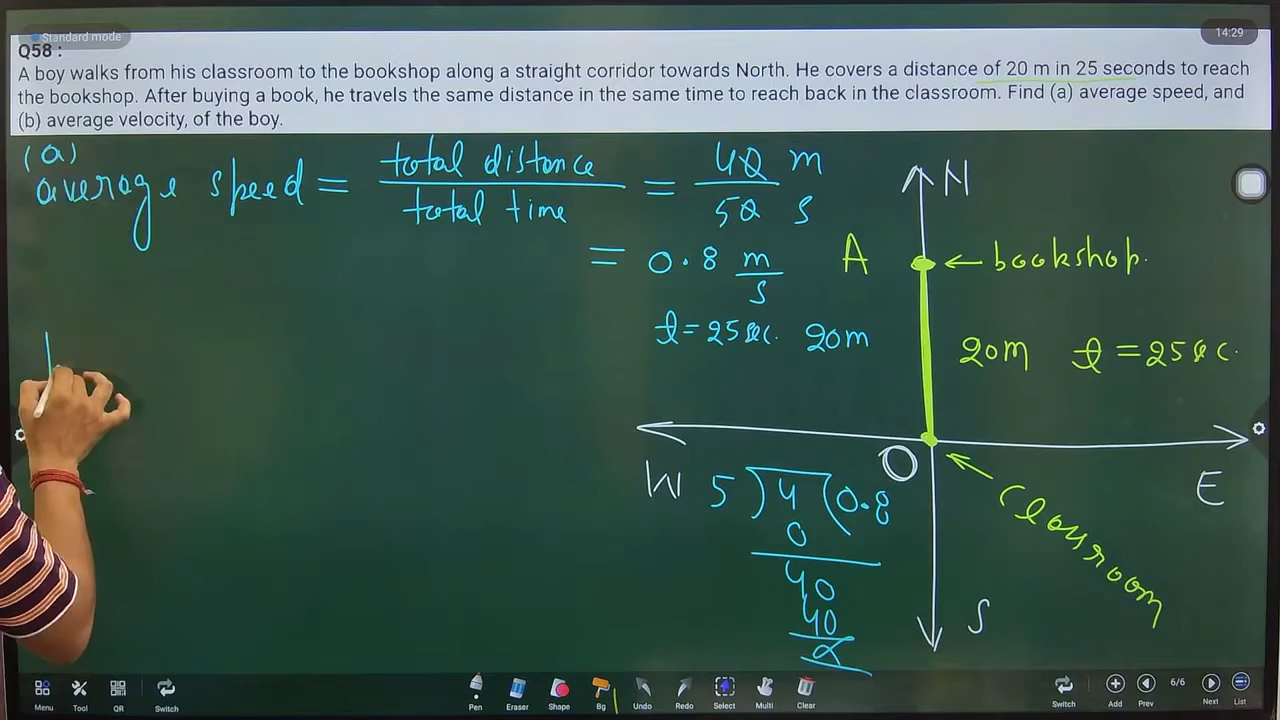 Standard mode
14:29
Q58 :
A boy walks from his classroom to the bookshop along a straight corridor towards North. He covers a distance of 20 m in 25 seconds to reach
the bookshop. After buying a book, he travels the same distance in the same time to reach back in the classroom. Find (a) average speed, and
(b) average velocity, of the boy.
(a)
average speed = total distance / total time = 40 m / 50 s
= 0.8 m/s
t = 25 sec. 20m
N
A ← bookshop.
20m t = 25 sec.
W
O
E
S
Classroom
5 ) 4 ( 0.8
0
40
40
Menu Tool QR Switch Pen Eraser Shape Bg Undo Redo Select Multi Clear Switch Add Prev 6/6 Next List